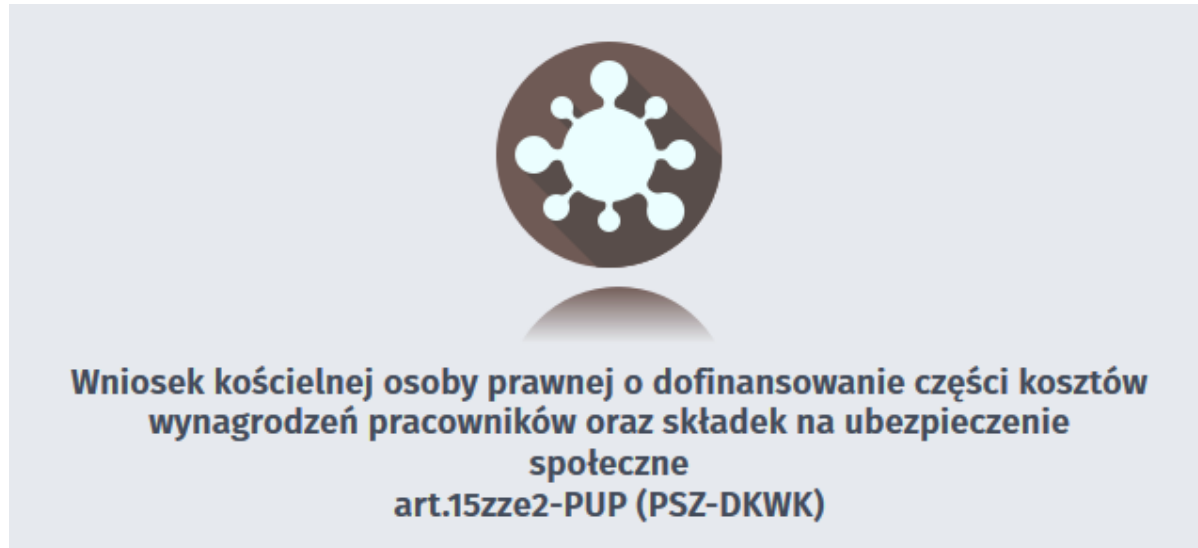 Wniosek kościelnej osoby prawnej o dofinansowanie części kosztów
wynagrodzeń pracowników oraz składek na ubezpieczenie
społeczne
art.15zze2-PUP (PSZ-DKWK)